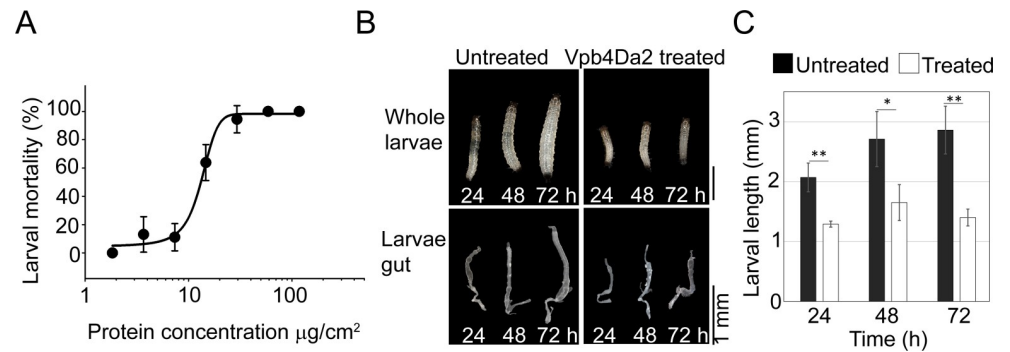 A
Larval mortality (%)
100
80
60
40
20
0
1
10
100
Protein concentration μg/cm²
B
Untreated Vpb4Da2 treated
Whole
larvae
24 48 72 h 24 48 72 h
Larvae
gut
24 48 72 h 24 48 72 h
1 mm
C
Untreated Treated
Larval length (mm)
3
2
1
0
** * **
24 48 72
Time (h)